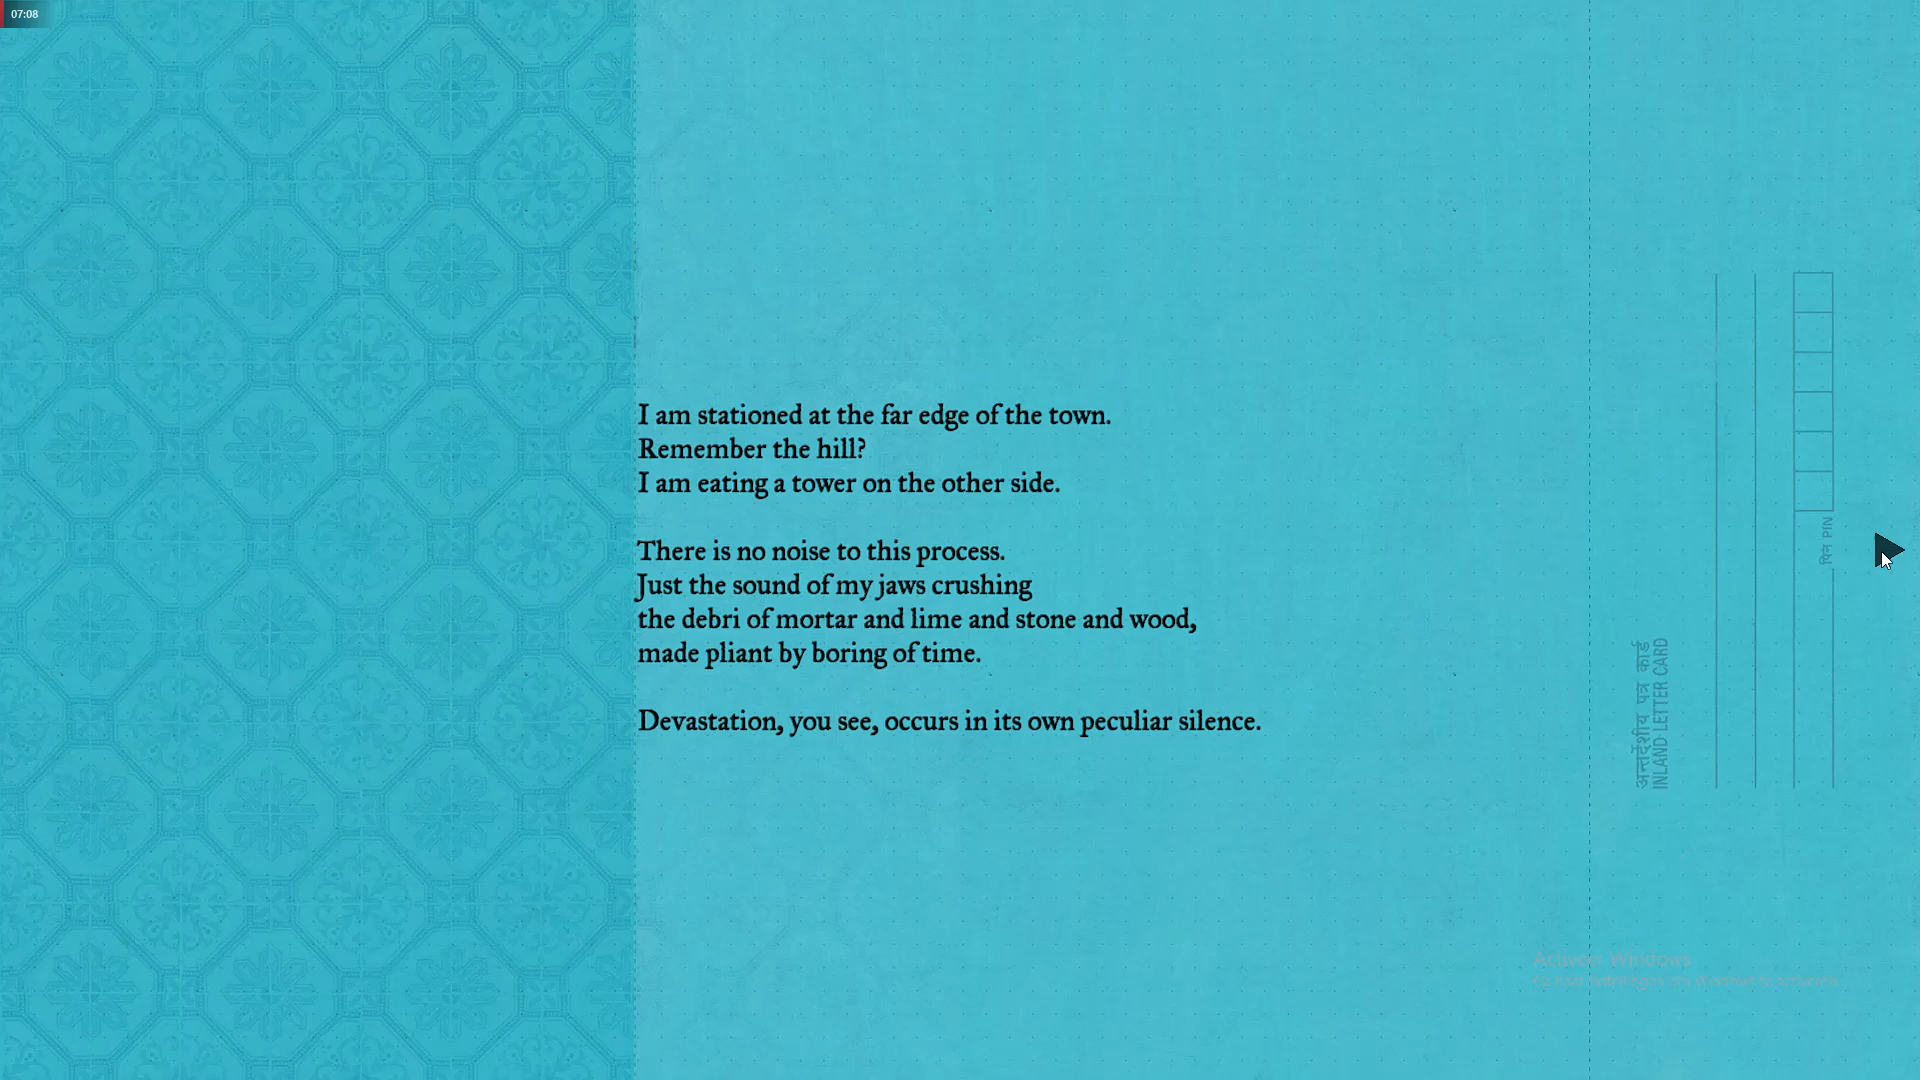 07:08
I am stationed at the far edge of the town.
Remember the hill?
I am eating a tower on the other side.
There is no noise to this process.
Just the sound of my jaws crushing
the debri of mortar and lime and stone and wood,
made pliant by boring of time.
Devastation, you see, occurs in its own peculiar silence.
अन्तर्देशीय पत्र कार्ड
INLAND LETTER CARD
पिन PIN
Activeer Windows